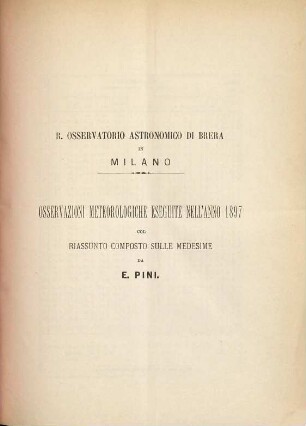 R. OSSERVATORIO ASTRONOMICO DI BRERA
IN
MILANO
OSSERVAZIONI METEOROLOGICHE ESEGUITE NELL'ANNO 1897
COL
RIASSUNTO COMPOSTO SULLE MEDESIME
DA
E. PINI.